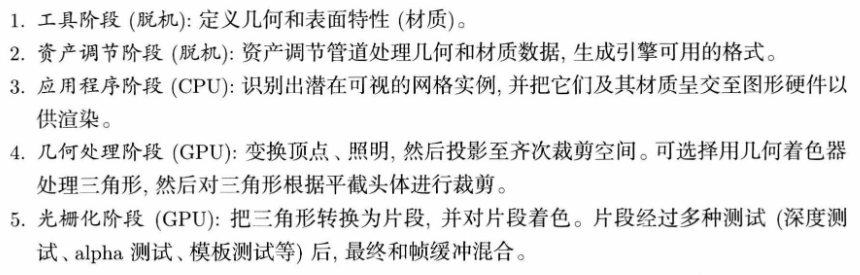 1. 工具阶段 (脱机): 定义几何和表面特性 (材质)。
2. 资产调节阶段 (脱机): 资产调节管道处理几何和材质数据, 生成引擎可用的格式。
3. 应用程序阶段 (CPU): 识别出潜在可视的网格实例, 并把它们及其材质呈交至图形硬件以
供渲染。
4. 几何处理阶段 (GPU): 变换顶点、照明, 然后投影至齐次裁剪空间。可选择用几何着色器
处理三角形, 然后对三角形根据平截头体进行裁剪。
5. 光栅化阶段 (GPU): 把三角形转换为片段, 并对片段着色。片段经过多种测试 (深度测
试、alpha 测试、模板测试等) 后, 最终和帧缓冲混合。